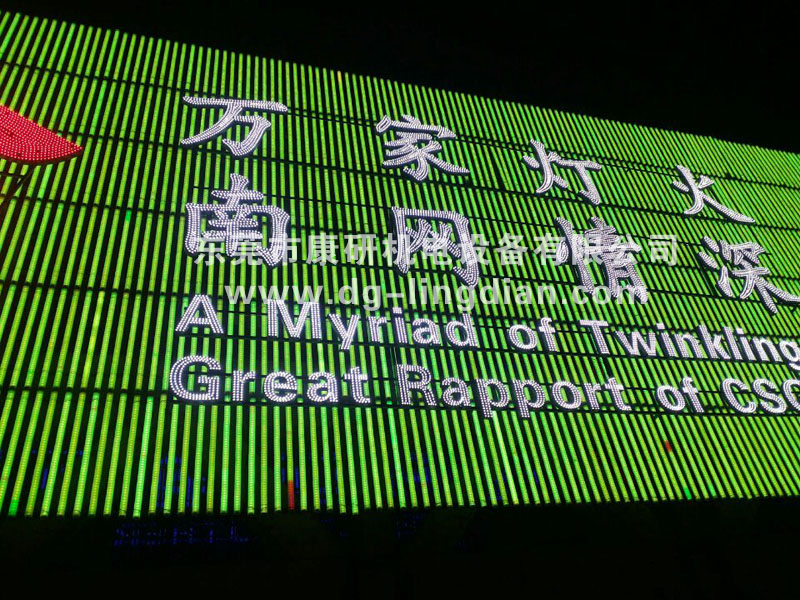 万家灯火
南网情深
东莞市康研机电设备有限公司
www.dg-lingdian.com
A Myriad of Twinkling
Great Rapport of CSG